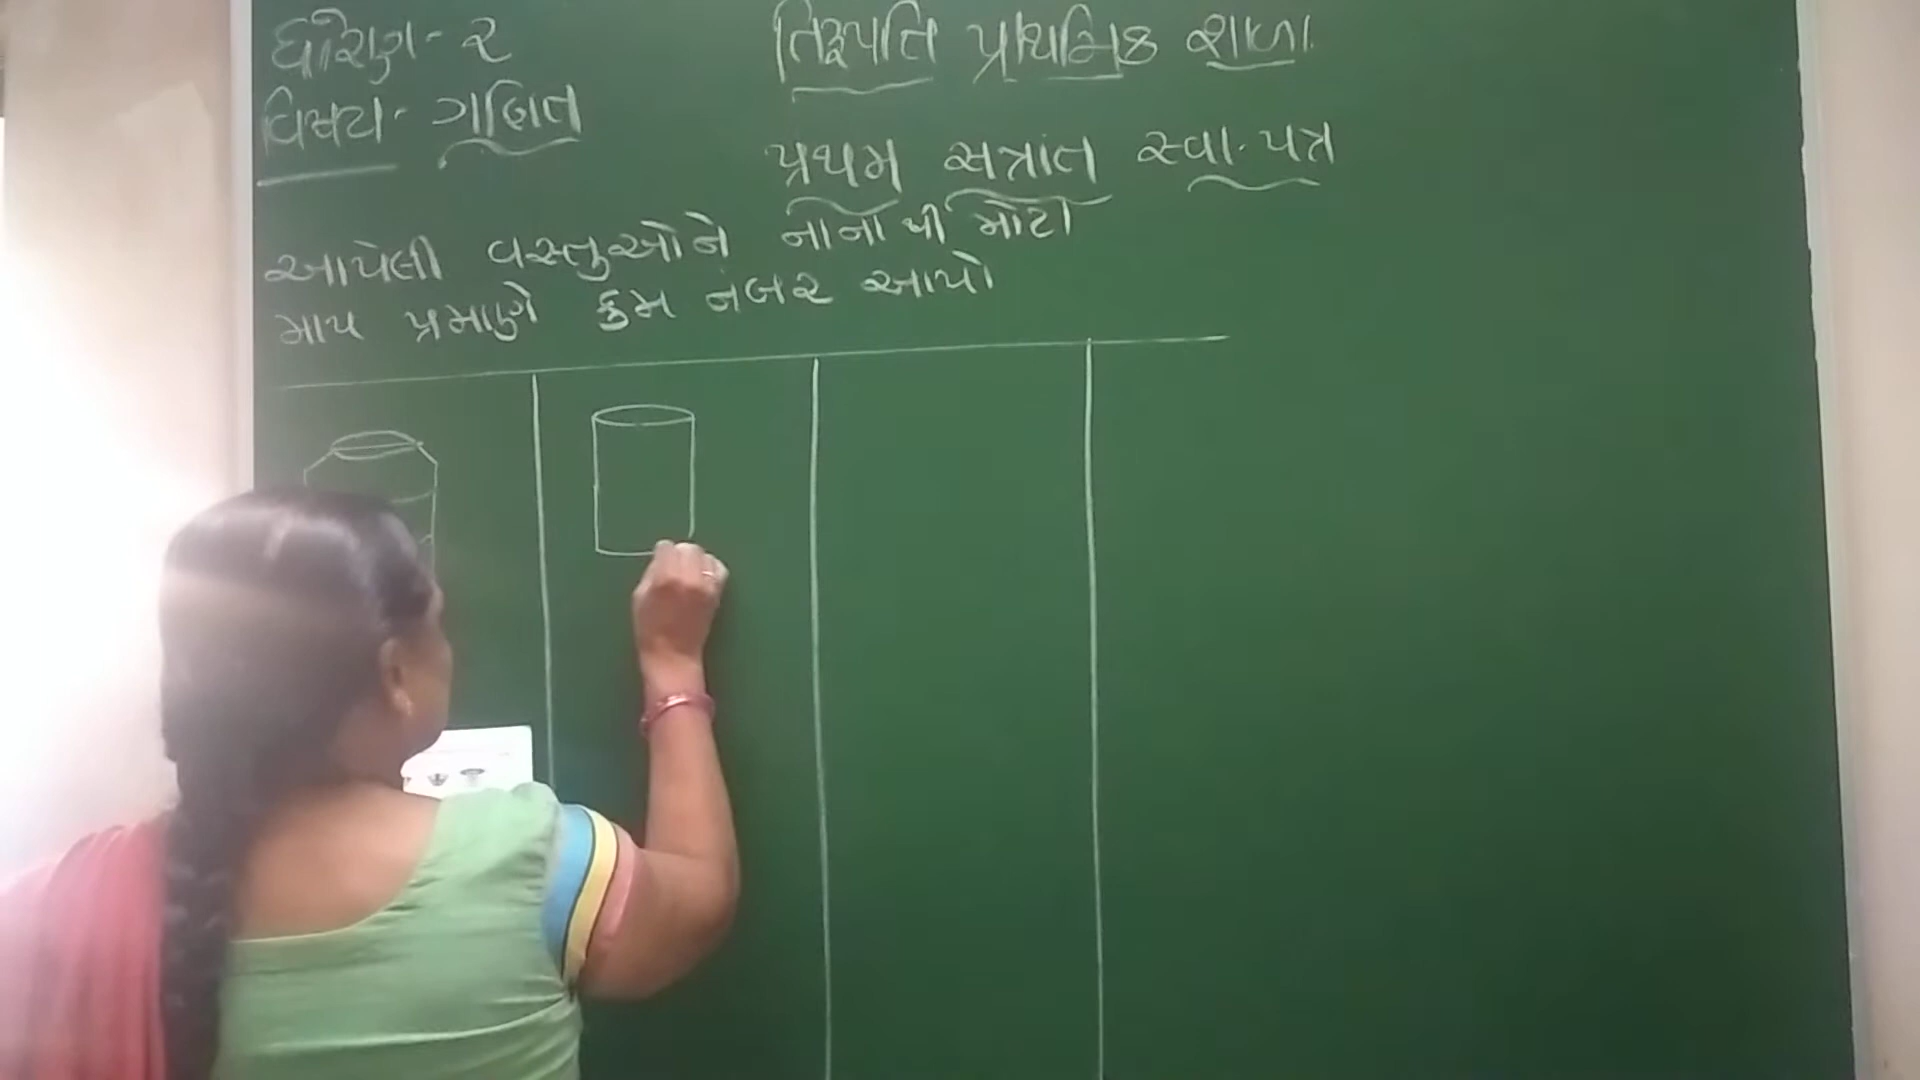 ધોરણ - ૨
તિરૂપતિ પ્રાથમિક શાળા
વિષય - ગણિત
પ્રથમ સત્રાંત સ્વા. પત્ર
આપેલી વસ્તુઓને નાનાથી મોટા
માપ પ્રમાણે ક્રમ નંબર આપો